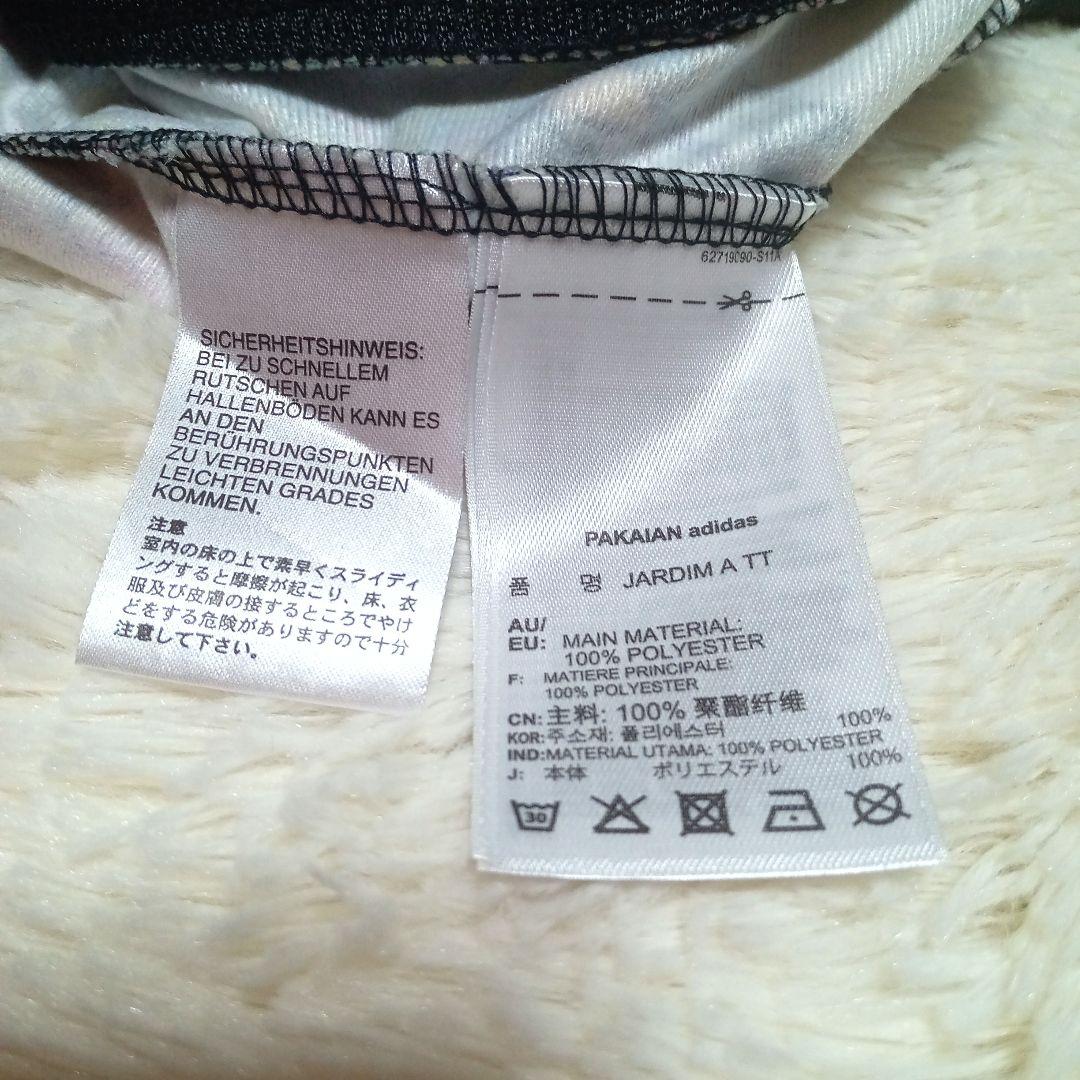 SICHERHEITSHINWEIS:
BEI ZU SCHNELLEM
RUTSCHEN AUF
HALLENBÖDEN KANN ES
AN DEN
BERÜHRUNGSPUNKTEN
ZU VERBRENNUNGEN
LEICHTEN GRADES
KOMMEN.
注意
室内の床の上で素早くスライディ
ングすると摩擦が起こり、床、衣
服及び皮膚の接するところでやけ
どをする危険がありますので十分
注意して下さい。
62719090-S11A
PAKAIAN adidas
품 명 JARDIM A TT
AU/
EU: MAIN MATERIAL:
100% POLYESTER
F: MATIERE PRINCIPALE:
100% POLYESTER
CN: 主料: 100% 聚酯纤维
KOR: 주소재: 폴리에스터 100%
IND: MATERIAL UTAMA: 100% POLYESTER
J: 本体 ポリエステル 100%
30